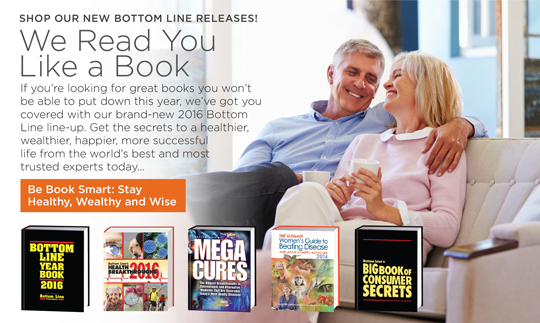 SHOP OUR NEW BOTTOM LINE RELEASES!
We Read You
Like a Book
If you're looking for great books you won't
be able to put down this year, we've got you
covered with our brand-new 2016 Bottom
Line line-up. Get the secrets to a healthier,
wealthier, happier, more successful
life from the world's best and most
trusted experts today...
Be Book Smart: Stay
Healthy, Wealthy and Wise
BOTTOM
LINE
YEAR
BOOK
2016
Bottom Line
HEALTH
BREAKTHROUGHS
2016
MEGA
CURES
THE ULTIMATE
Women's Guide to
Beating Disease
2016
Bottom Line's
BIG BOOK OF
CONSUMER
SECRETS